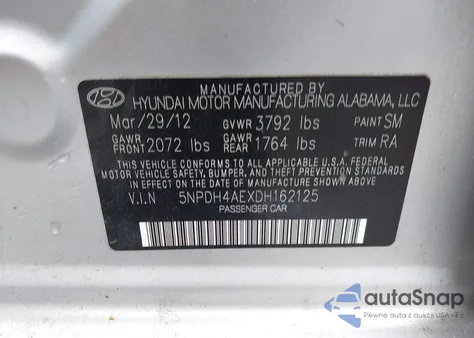 MANUFACTURED BY
HYUNDAI MOTOR MANUFACTURING ALABAMA, LLC
Mar/29/12 GVWR 3792 lbs PAINT SM
GAWR FRONT 2072 lbs GAWR REAR 1764 lbs TRIM RA
THIS VEHICLE CONFORMS TO ALL APPLICABLE U.S.A. FEDERAL
MOTOR VEHICLE SAFETY, BUMPER, AND THEFT PREVENTION
STANDARDS IN EFFECT ON THE DATE OF MANUFACTURE SHOWN ABOVE.
V.I.N 5NPDH4AEXDH162125
PASSENGER CAR
autoSnap
Pewne auta z aukcji USA i EU